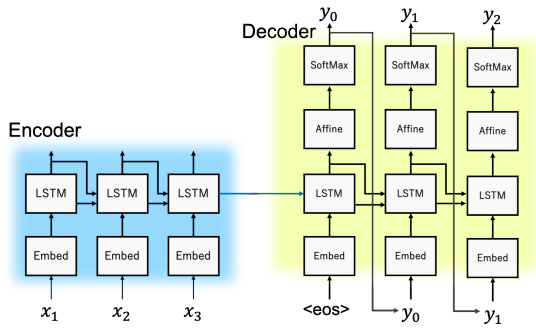 y₀ y₁ y₂
Decoder
SoftMax SoftMax SoftMax
Affine Affine Affine
Encoder
LSTM LSTM LSTM LSTM LSTM LSTM
Embed Embed Embed Embed Embed Embed
x₁ x₂ x₃ <eos> y₀ y₁